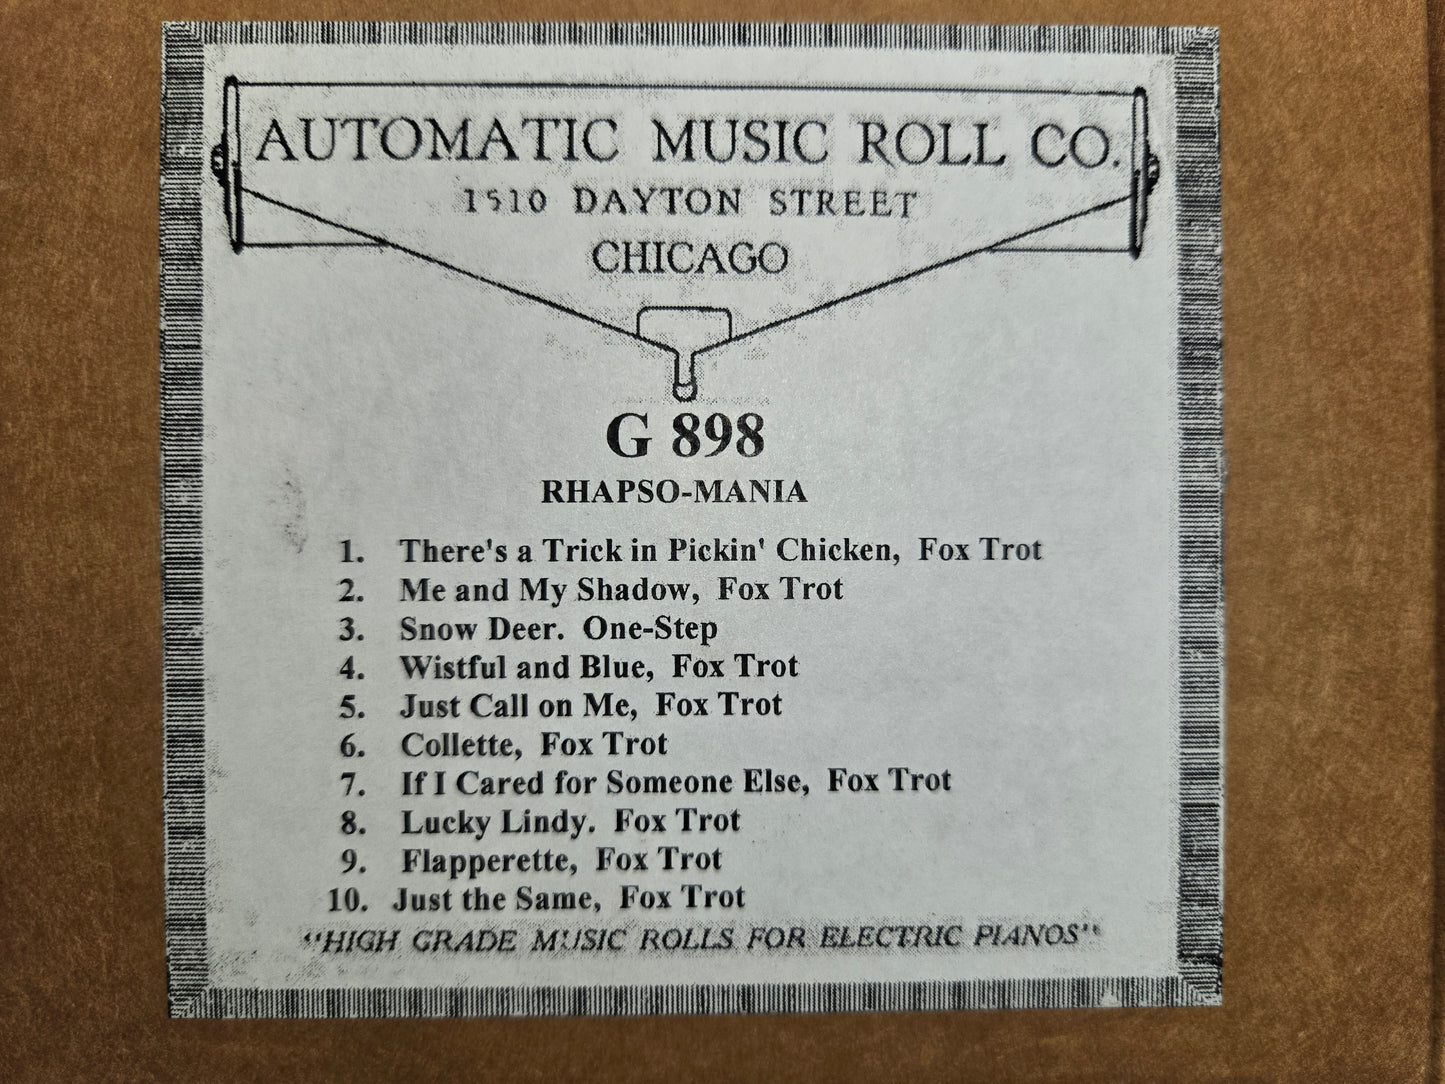 AUTOMATIC MUSIC ROLL CO.
1510 DAYTON STREET
CHICAGO
G 898
RHAPSO-MANIA
1. There's a Trick in Pickin' Chicken, Fox Trot
2. Me and My Shadow, Fox Trot
3. Snow Deer. One-Step
4. Wistful and Blue, Fox Trot
5. Just Call on Me, Fox Trot
6. Collette, Fox Trot
7. If I Cared for Someone Else, Fox Trot
8. Lucky Lindy. Fox Trot
9. Flapperette, Fox Trot
10. Just the Same, Fox Trot
"HIGH GRADE MUSIC ROLLS FOR ELECTRIC PIANOS"